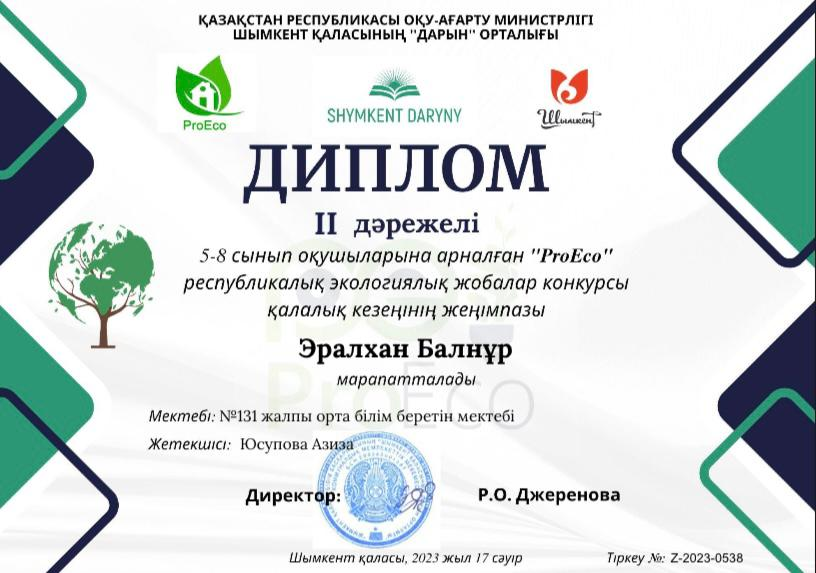 ҚАЗАҚСТАН РЕСПУБЛИКАСЫ ОҚУ-АҒАРТУ МИНИСТРЛІГІ
ШЫМКЕНТ ҚАЛАСЫНЫҢ "ДАРЫН" ОРТАЛЫҒЫ
ProEco
SHYMKENT DARYNY
Шымкент
ДИПЛОМ
II дәрежелі
5-8 сынып оқушыларына арналған "ProEco"
республикалық экологиялық жобалар конкурсы
қалалық кезеңінің жеңімпазы
Эралхан Балнұр
марапатталады
ProECO
Мектебі: №131 жалпы орта білім беретін мектебі
Жетекшісі: Юсупова Азиза
Директор:
Р.О. Джеренова
Шымкент қаласы, 2023 жыл 17 сәуір
Тіркеу №: Z-2023-0538